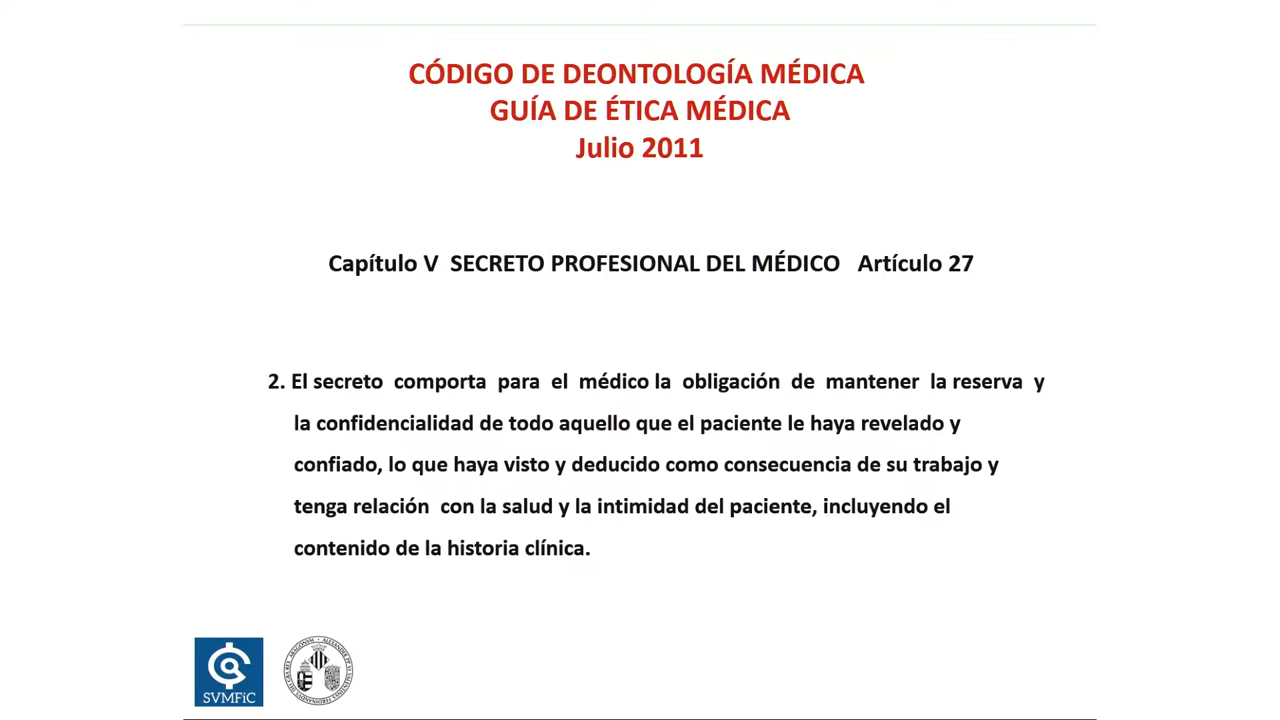 CÓDIGO DE DEONTOLOGÍA MÉDICA
GUÍA DE ÉTICA MÉDICA
Julio 2011
Capítulo V SECRETO PROFESIONAL DEL MÉDICO Artículo 27
2. El secreto comporta para el médico la obligación de mantener la reserva y
la confidencialidad de todo aquello que el paciente le haya revelado y
confiado, lo que haya visto y deducido como consecuencia de su trabajo y
tenga relación con la salud y la intimidad del paciente, incluyendo el
contenido de la historia clínica.
SVMFiC